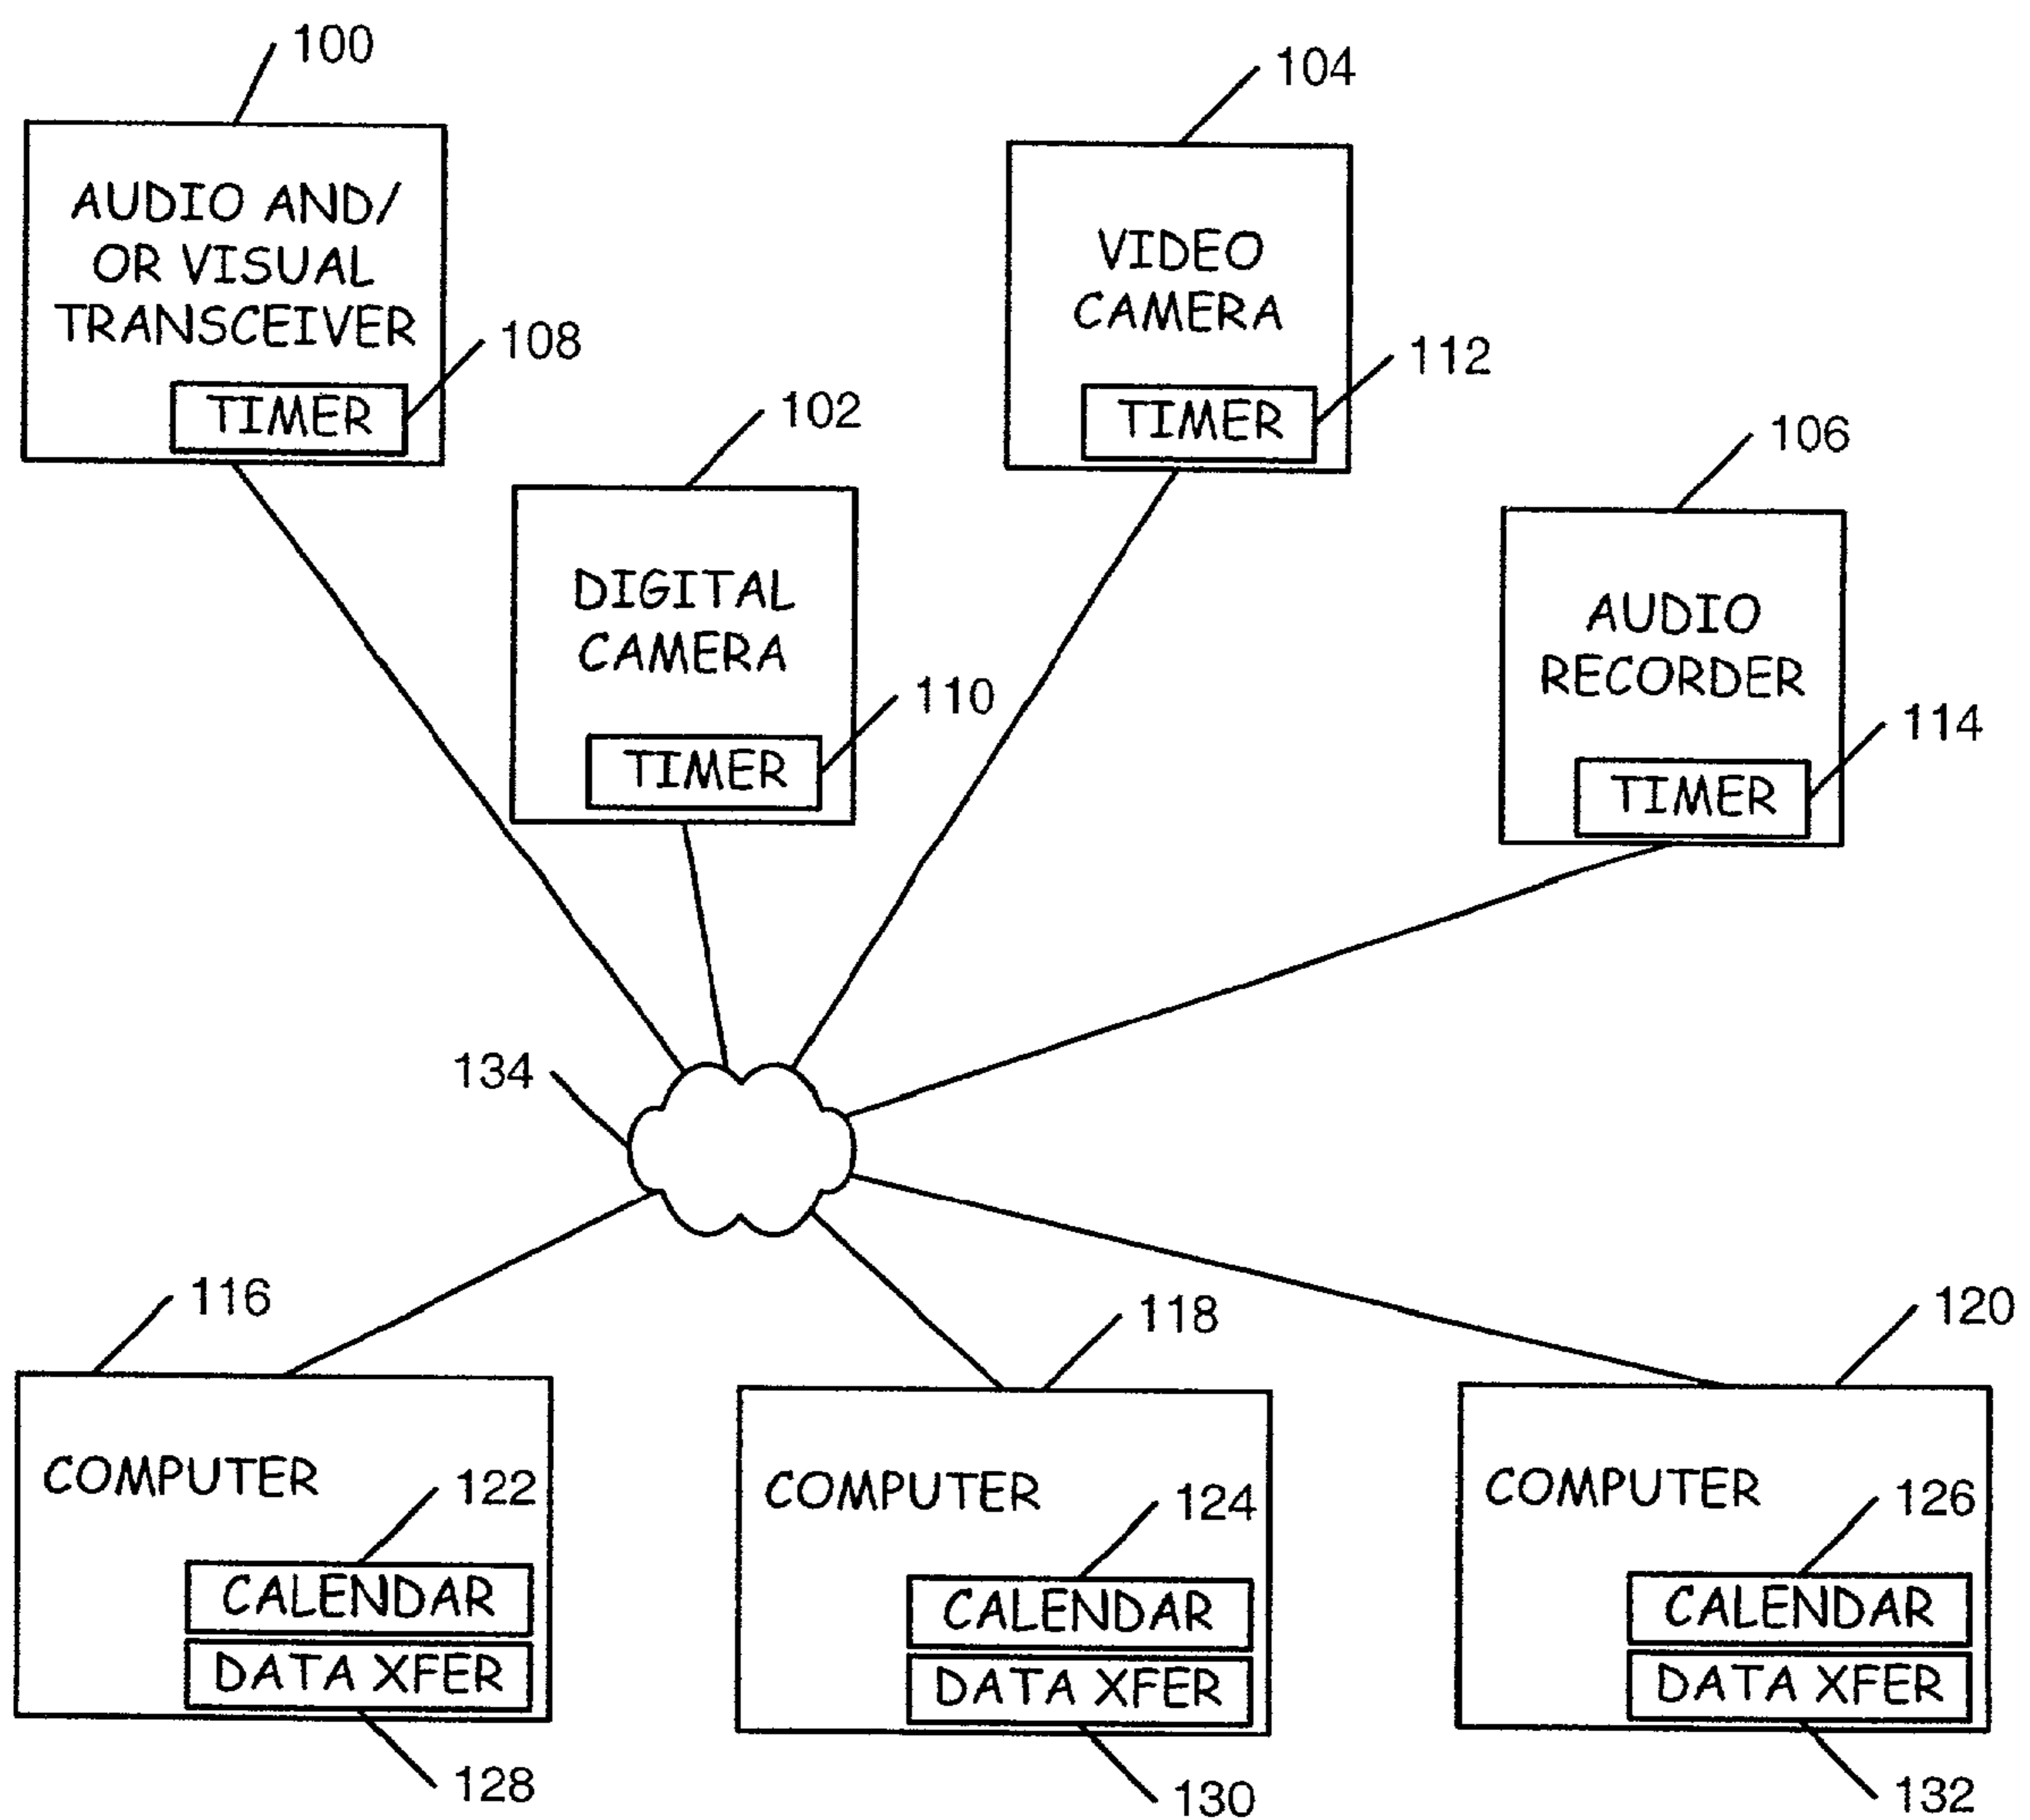 100
AUDIO AND/
OR VISUAL
TRANSCEIVER
108
TIMER
104
VIDEO
CAMERA
112
TIMER
102
DIGITAL
CAMERA
110
TIMER
106
AUDIO
RECORDER
114
TIMER
134
116
COMPUTER
122
CALENDAR
DATA XFER
128
118
COMPUTER
124
CALENDAR
DATA XFER
130
120
COMPUTER
126
CALENDAR
DATA XFER
132